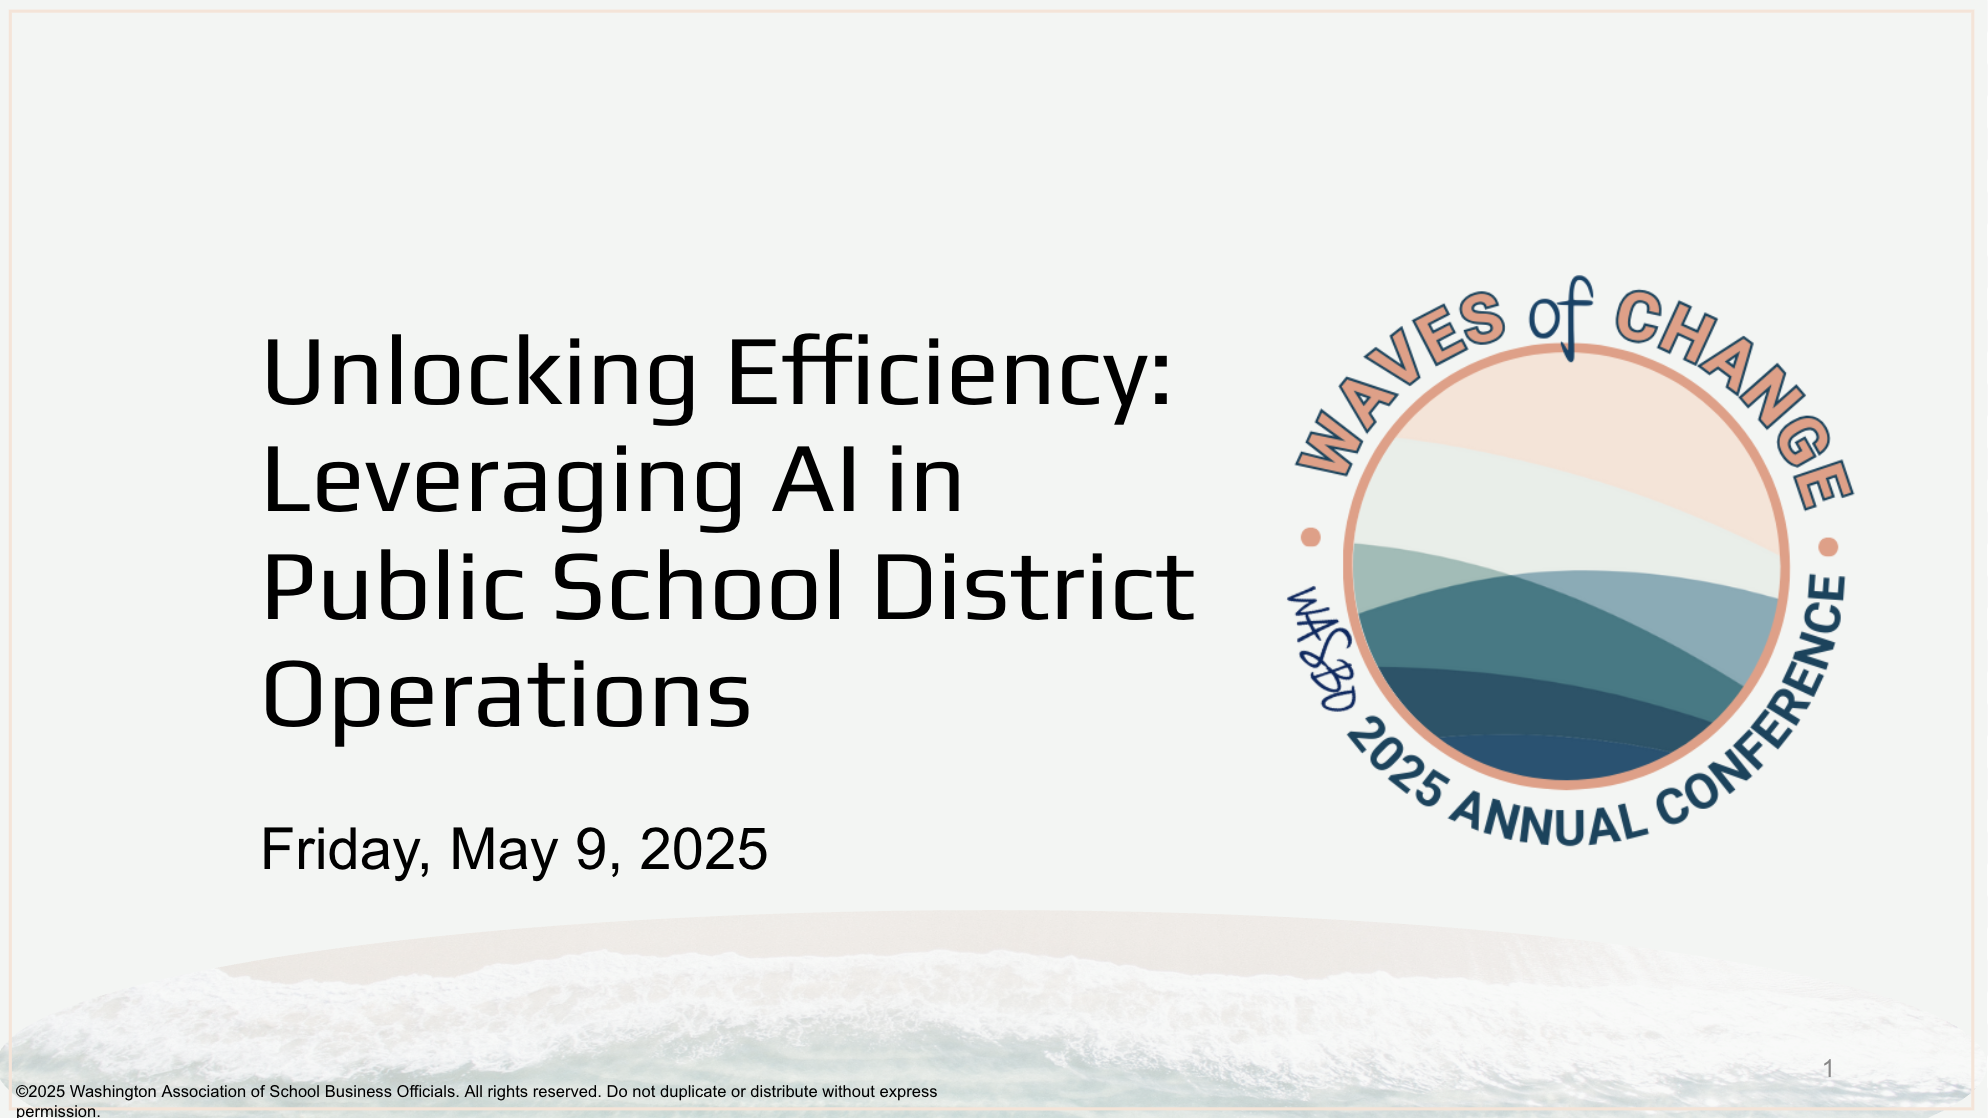 Unlocking Efficiency:
Leveraging AI in
Public School District
Operations
Friday, May 9, 2025
WAVES of CHANGE
WASBO 2025 ANNUAL CONFERENCE
1
©2025 Washington Association of School Business Officials. All rights reserved. Do not duplicate or distribute without express
permission.